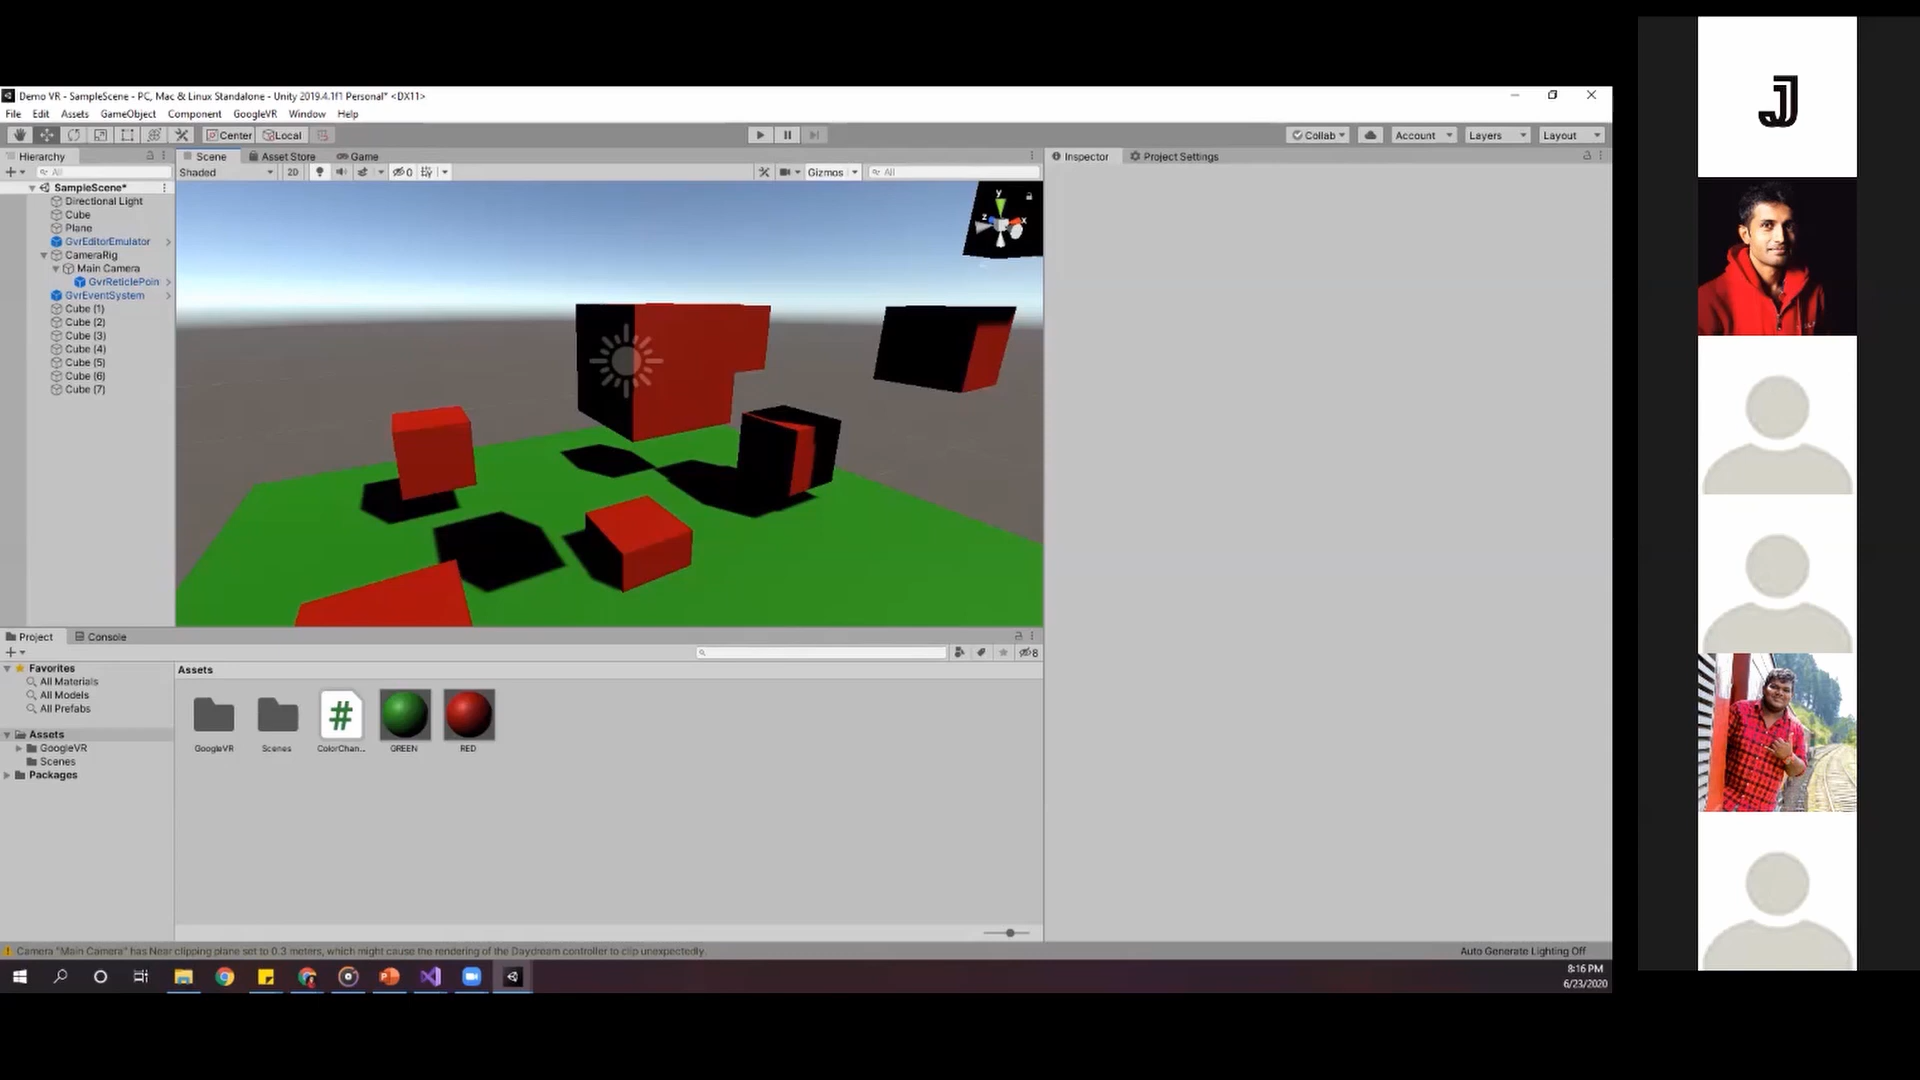 Demo VR - SampleScene - PC, Mac & Linux Standalone - Unity 2019.4.1f1 Personal* <DX11>
File Edit Assets GameObject Component GoogleVR Window Help
Center Local Collab Account Layers Layout
Hierarchy
All
SampleScene*
Directional Light
Cube
Plane
GvrEditorEmulator
CameraRig
Main Camera
GvrReticlePoin
GvrEventSystem
Cube (1)
Cube (2)
Cube (3)
Cube (4)
Cube (5)
Cube (6)
Cube (7)
Scene Asset Store Game
Shaded 2D 0 Gizmos All
y
z x
Inspector Project Settings
Project Console
8
Favorites
All Materials
All Models
All Prefabs
Assets
GoogleVR
Scenes
Packages
Assets
GoogleVR Scenes ColorChan... GREEN RED
#
Camera "Main Camera" has Near clipping plane set to 0.3 meters, which might cause the rendering of the Daydream controller to clip unexpectedly.
Auto Generate Lighting Off
8:16 PM
6/23/2020
J